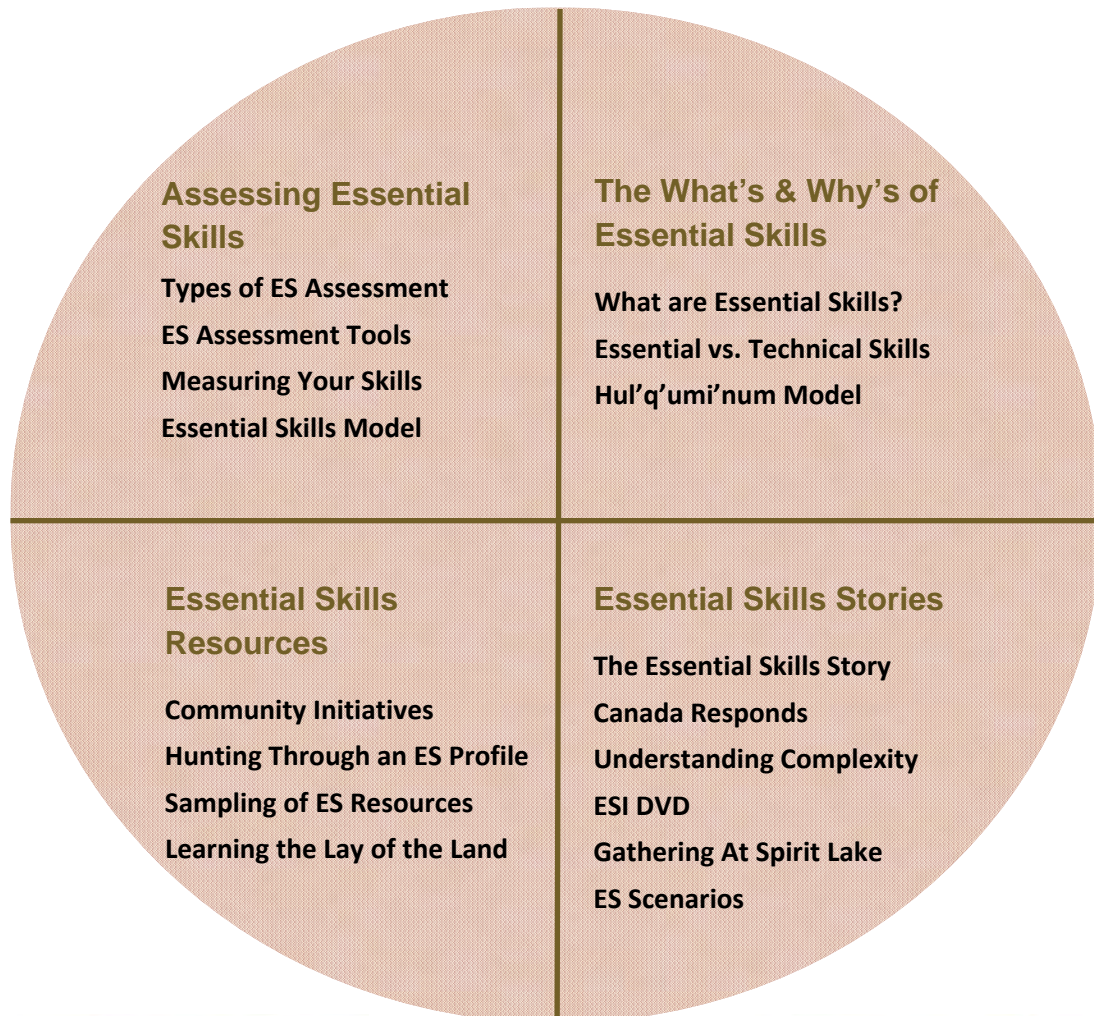 Assessing Essential
Skills
Types of ES Assessment
ES Assessment Tools
Measuring Your Skills
Essential Skills Model
The What’s & Why’s of
Essential Skills
What are Essential Skills?
Essential vs. Technical Skills
Hul’q’umi’num Model
Essential Skills
Resources
Community Initiatives
Hunting Through an ES Profile
Sampling of ES Resources
Learning the Lay of the Land
Essential Skills Stories
The Essential Skills Story
Canada Responds
Understanding Complexity
ESI DVD
Gathering At Spirit Lake
ES Scenarios